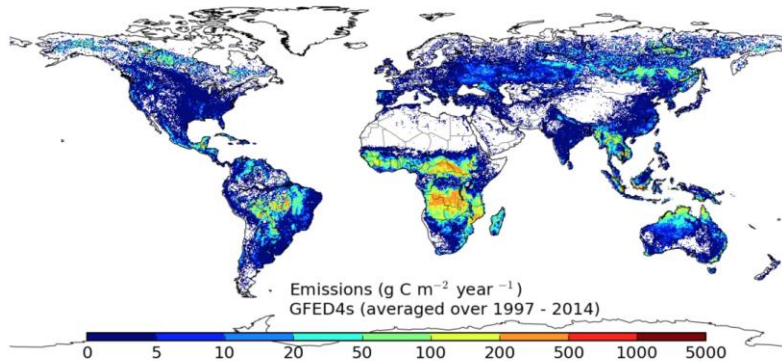 Emissions (g C m⁻² year ⁻¹)
GFED4s (averaged over 1997 - 2014)
0 5 10 20 50 100 200 500 1000 5000